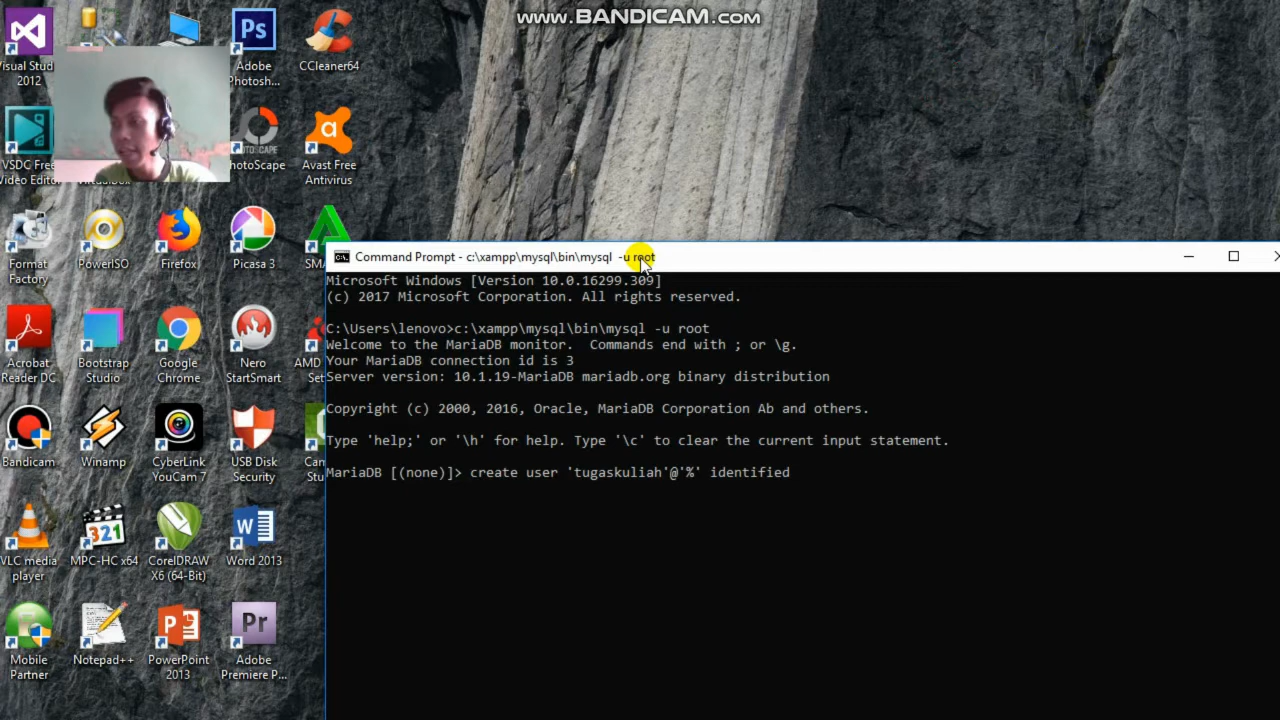 www.BANDICAM.com
Visual Stud
2012
Adobe
Photosh...
CCleaner64
VSDC Free
Video Editor
Avast Free
Antivirus
Format
Factory
PowerISO
Firefox
Picasa 3
SMA
Command Prompt - c:\xampp\mysql\bin\mysql -u root
Microsoft Windows [Version 10.0.16299.309]
(c) 2017 Microsoft Corporation. All rights reserved.
C:\Users\lenovo>c:\xampp\mysql\bin\mysql -u root
Welcome to the MariaDB monitor.  Commands end with ; or \g.
Your MariaDB connection id is 3
Server version: 10.1.19-MariaDB mariadb.org binary distribution
Copyright (c) 2000, 2016, Oracle, MariaDB Corporation Ab and others.
Type 'help;' or '\h' for help. Type '\c' to clear the current input statement.
MariaDB [(none)]> create user 'tugaskuliah'@'%' identified
Acrobat
Reader DC
Bootstrap
Studio
Google
Chrome
Nero
StartSmart
AMD
Set
Bandicam
Winamp
CyberLink
YouCam 7
USB Disk
Security
Cam
Stu
VLC media
player
MPC-HC x64
CorelDRAW
X6 (64-Bit)
Word 2013
Mobile
Partner
Notepad++
PowerPoint
2013
Adobe
Premiere P...